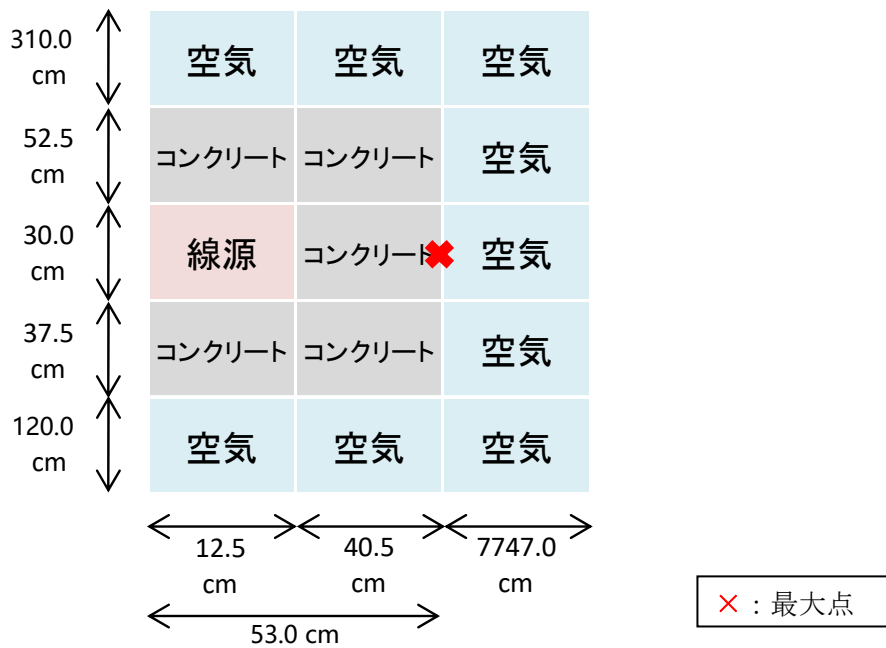 310.0
cm
空気 空気 空気
52.5
cm
コンクリート コンクリート 空気
30.0
cm
線源 コンクリート 空気
37.5
cm
コンクリート コンクリート 空気
120.0
cm
空気 空気 空気
12.5
cm
40.5
cm
7747.0
cm
53.0 cm
×：最大点